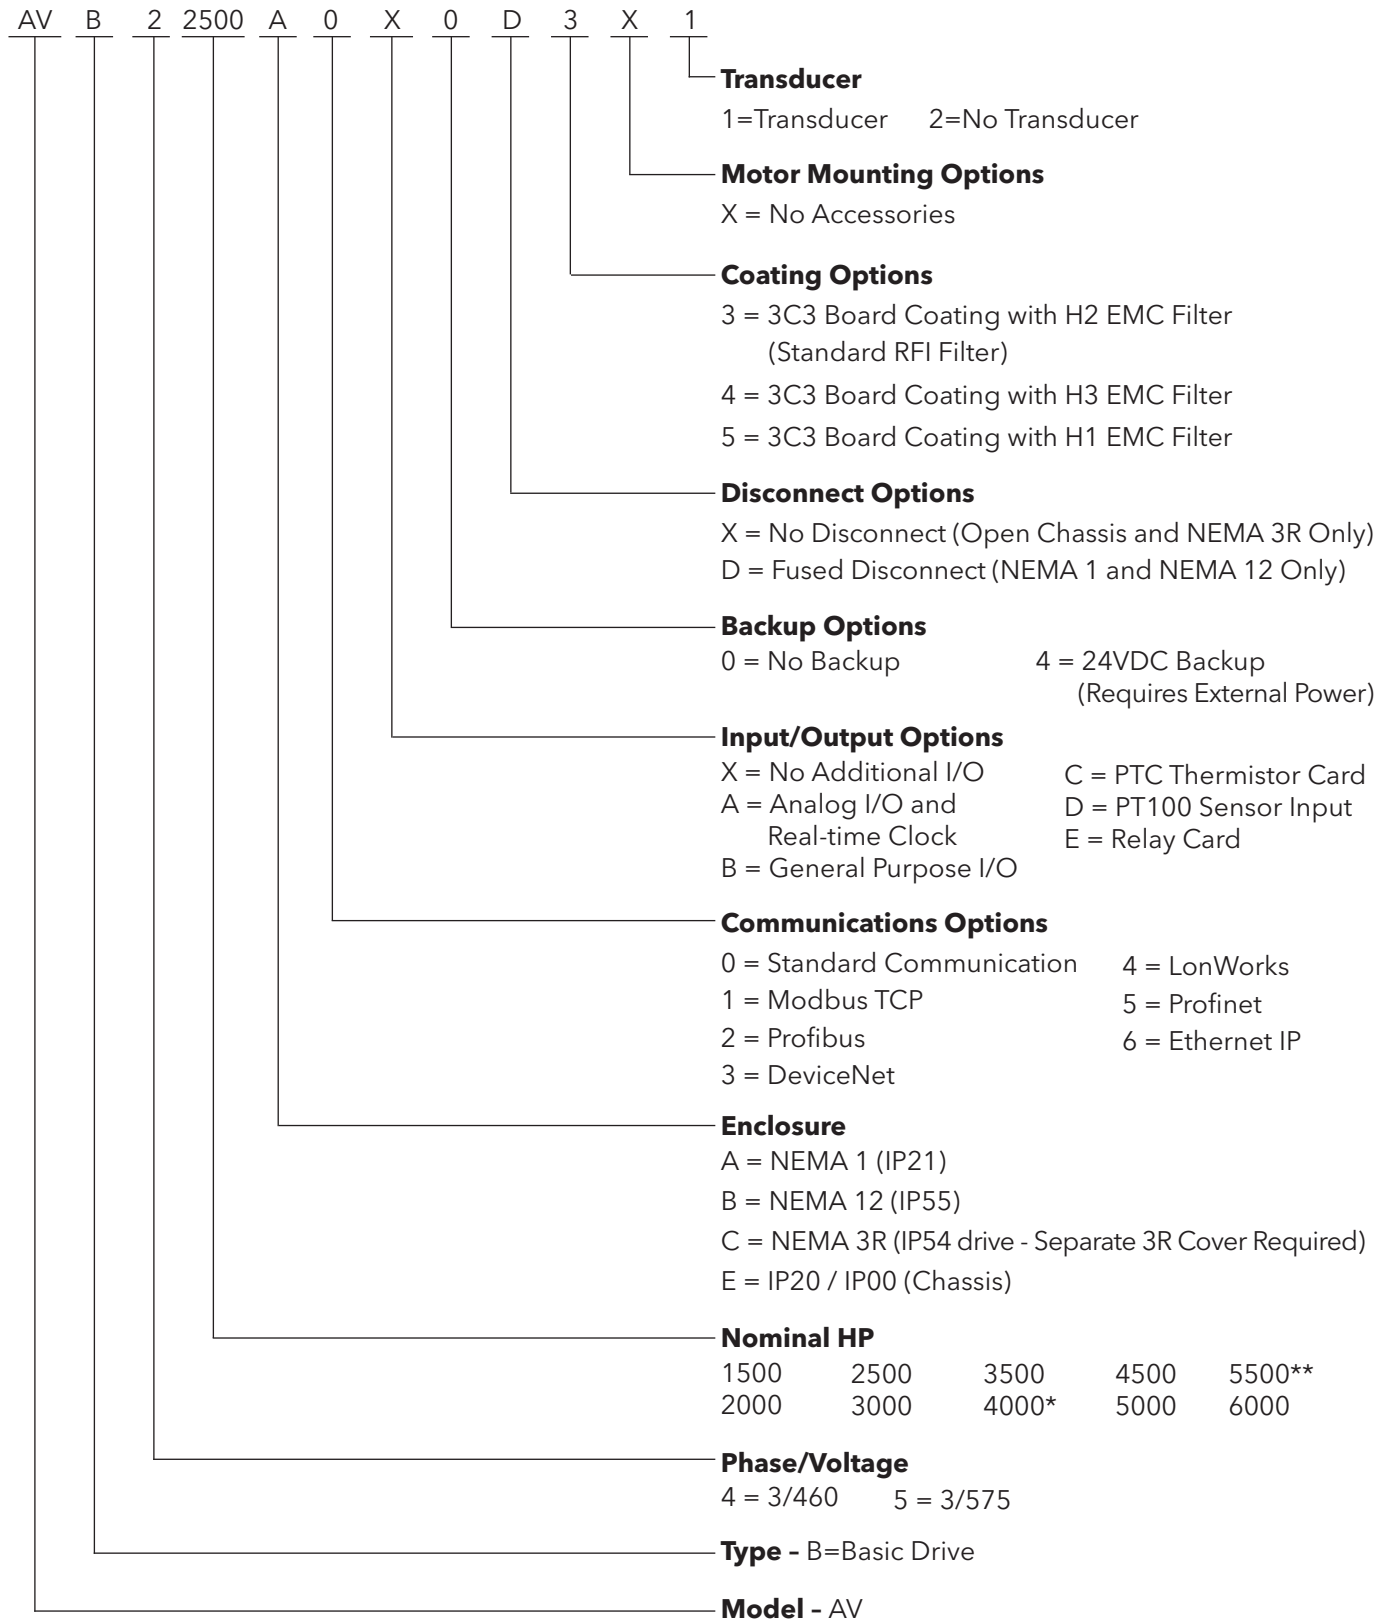 AV B 2 2500 A 0 X 0 D 3 X 1
Transducer
1=Transducer 2=No Transducer
Motor Mounting Options
X = No Accessories
Coating Options
3 = 3C3 Board Coating with H2 EMC Filter
(Standard RFI Filter)
4 = 3C3 Board Coating with H3 EMC Filter
5 = 3C3 Board Coating with H1 EMC Filter
Disconnect Options
X = No Disconnect (Open Chassis and NEMA 3R Only)
D = Fused Disconnect (NEMA 1 and NEMA 12 Only)
Backup Options
0 = No Backup
4 = 24VDC Backup
(Requires External Power)
Input/Output Options
X = No Additional I/O
A = Analog I/O and
Real-time Clock
B = General Purpose I/O
C = PTC Thermistor Card
D = PT100 Sensor Input
E = Relay Card
Communications Options
0 = Standard Communication
1 = Modbus TCP
2 = Profibus
3 = DeviceNet
4 = LonWorks
5 = Profinet
6 = Ethernet IP
Enclosure
A = NEMA 1 (IP21)
B = NEMA 12 (IP55)
C = NEMA 3R (IP54 drive - Separate 3R Cover Required)
E = IP20 / IP00 (Chassis)
Nominal HP
1500 2500 3500 4500 5500**
2000 3000 4000* 5000 6000
Phase/Voltage
4 = 3/460 5 = 3/575
Type – B=Basic Drive
Model – AV